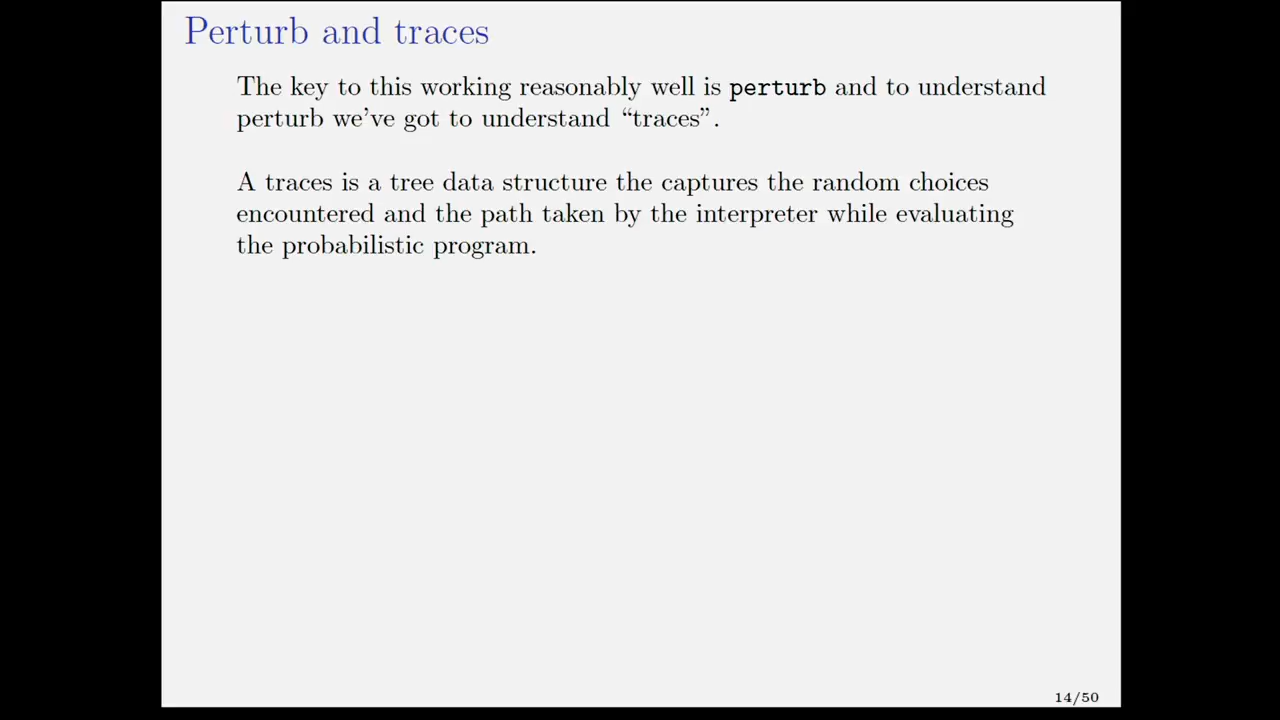 Perturb and traces
The key to this working reasonably well is perturb and to understand
perturb we've got to understand “traces”.
A traces is a tree data structure the captures the random choices
encountered and the path taken by the interpreter while evaluating
the probabilistic program.
14/50